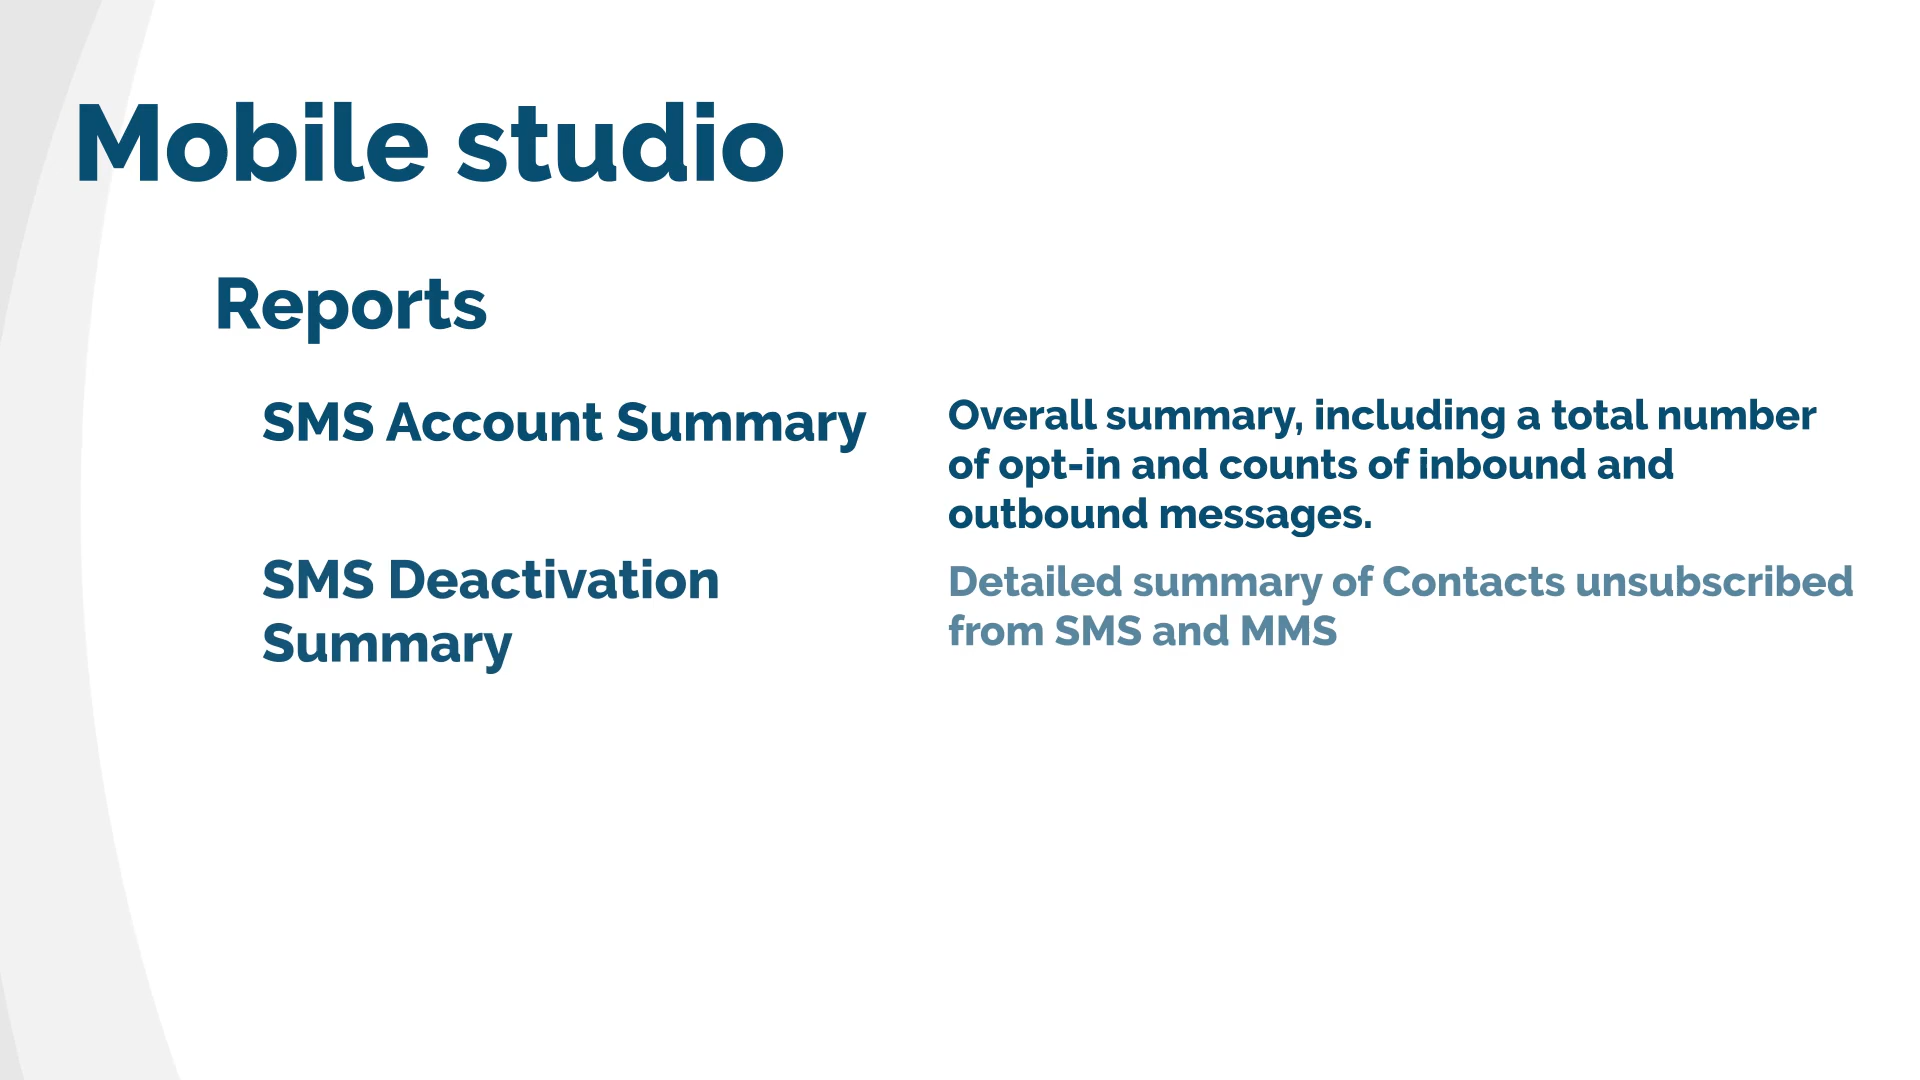 Mobile studio
Reports
SMS Account Summary
Overall summary, including a total number
of opt-in and counts of inbound and
outbound messages.
SMS Deactivation
Summary
Detailed summary of Contacts unsubscribed
from SMS and MMS